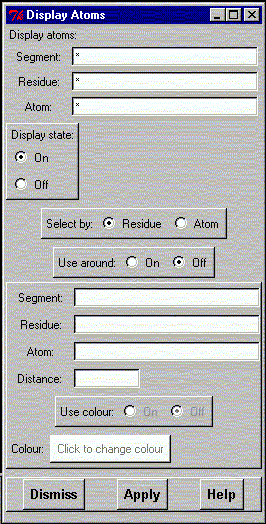 Display Atoms
Display atoms:
Segment: *
Residue: *
Atom: *
Display state:
On
Off
Select by: Residue Atom
Use around: On Off
Segment:
Residue:
Atom:
Distance:
Use colour: On Off
Colour: Click to change colour
Dismiss Apply Help